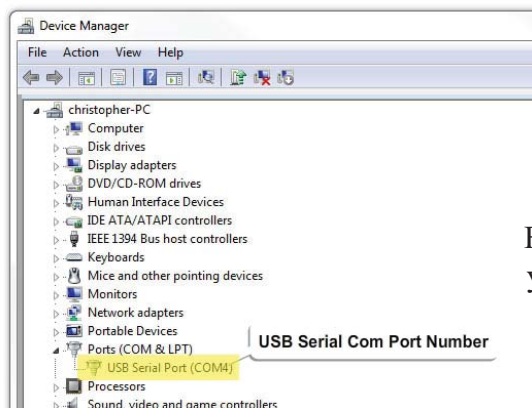 Device Manager
File Action View Help
christopher-PC
Computer
Disk drives
Display adapters
DVD/CD-ROM drives
Human Interface Devices
IDE ATA/ATAPI controllers
IEEE 1394 Bus host controllers
Keyboards
Mice and other pointing devices
Monitors
Network adapters
Portable Devices
Ports (COM & LPT)
USB Serial Port (COM4)
USB Serial Com Port Number
Processors
Sound, video and game controllers